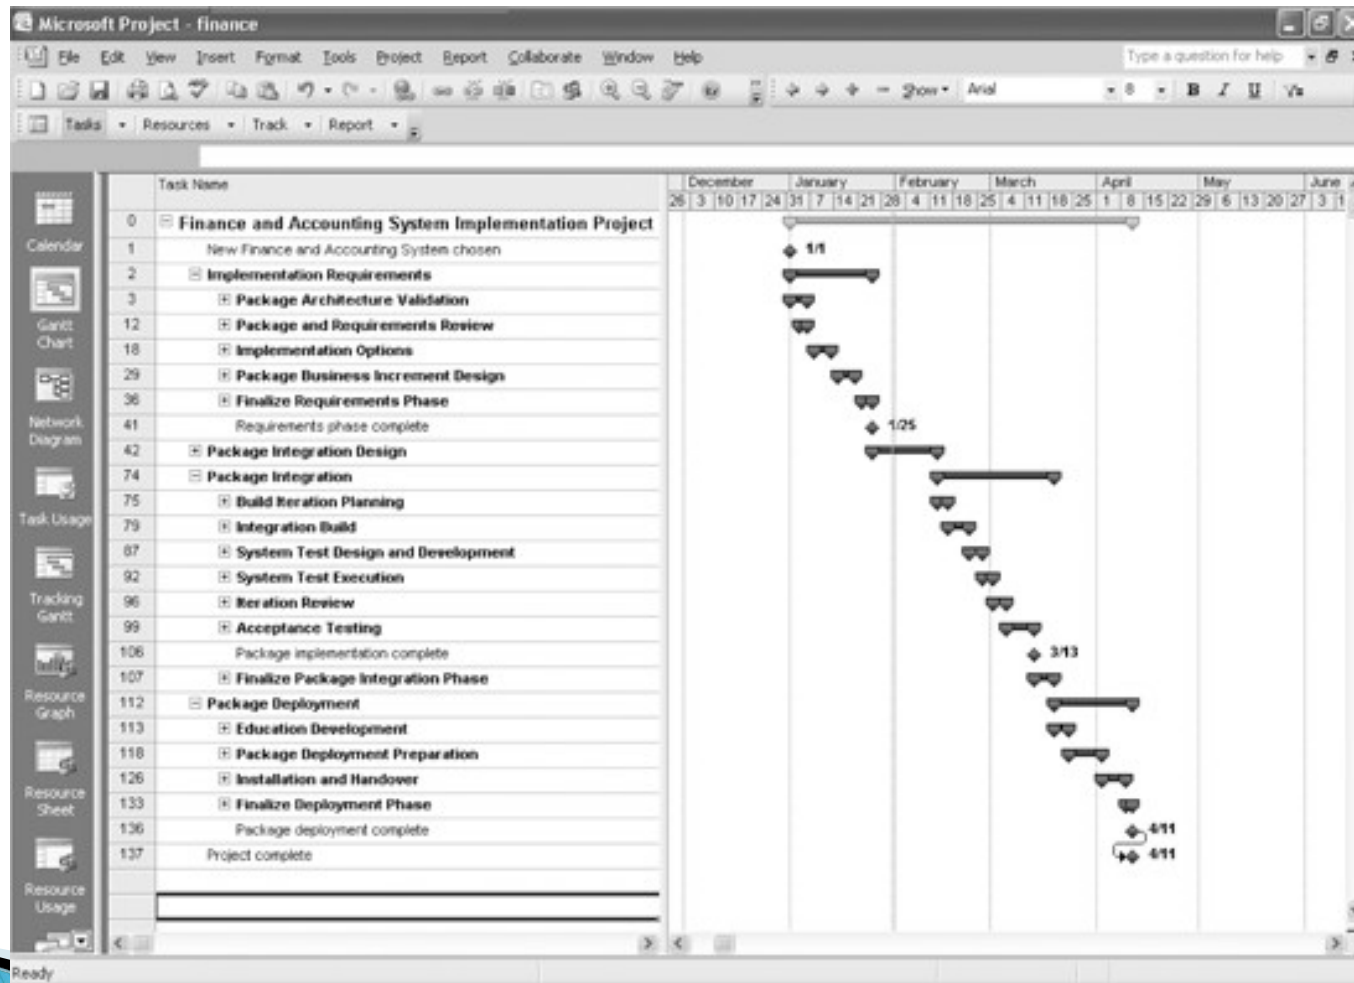 Microsoft Project - finance
File Edit View Insert Format Tools Project Report Collaborate Window Help Type a question for help
Show Arial 8 B I U
Tasks Resources Track Report
Task Name December January February March April May June
26 3 10 17 24 31 7 14 21 28 4 11 18 25 4 11 18 25 1 8 15 22 29 6 13 20 27 3 1
0 Finance and Accounting System Implementation Project
1 New Finance and Accounting System chosen 1/1
2 Implementation Requirements
3 Package Architecture Validation
12 Package and Requirements Review
18 Implementation Options
29 Package Business Increment Design
36 Finalize Requirements Phase
41 Requirements phase complete 1/25
42 Package Integration Design
74 Package Integration
75 Build Iteration Planning
79 Integration Build
87 System Test Design and Development
92 System Test Execution
96 Iteration Review
99 Acceptance Testing
106 Package implementation complete 3/13
107 Finalize Package Integration Phase
112 Package Deployment
113 Education Development
118 Package Deployment Preparation
126 Installation and Handover
133 Finalize Deployment Phase
136 Package deployment complete 4/11
137 Project complete 4/11
Calendar
Gantt
Chart
Network
Diagram
Task Usage
Tracking
Gantt
Resource
Graph
Resource
Sheet
Resource
Usage
Ready